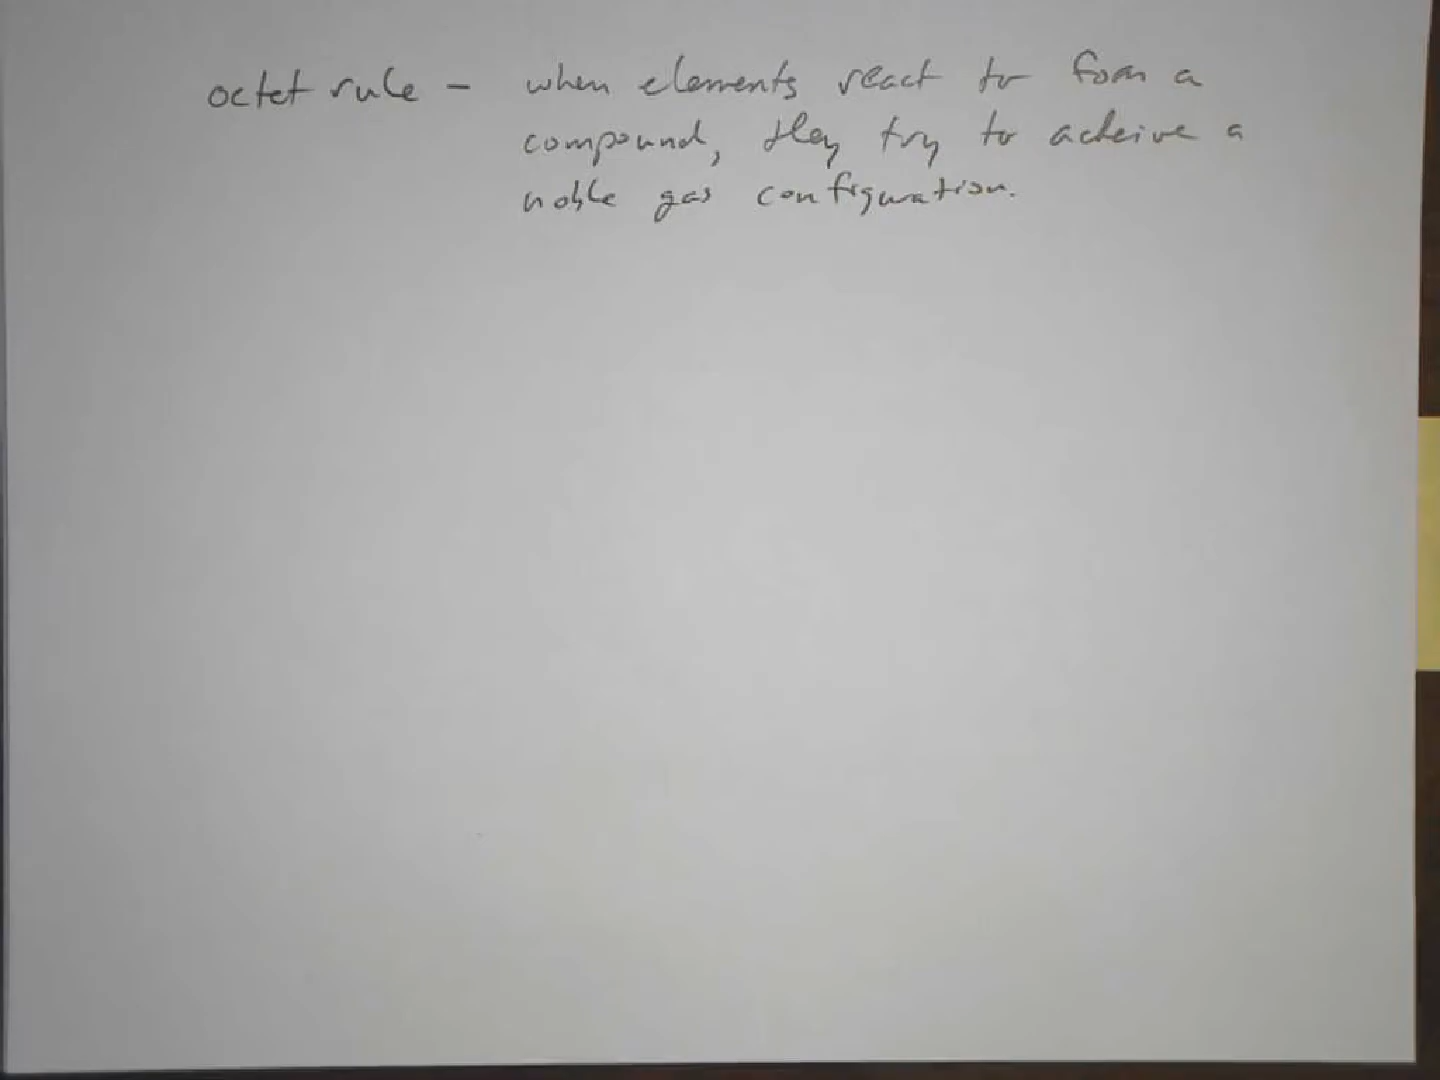 octet rule - when elements react to form a
compound, they try to acheive a
noble gas configuration.